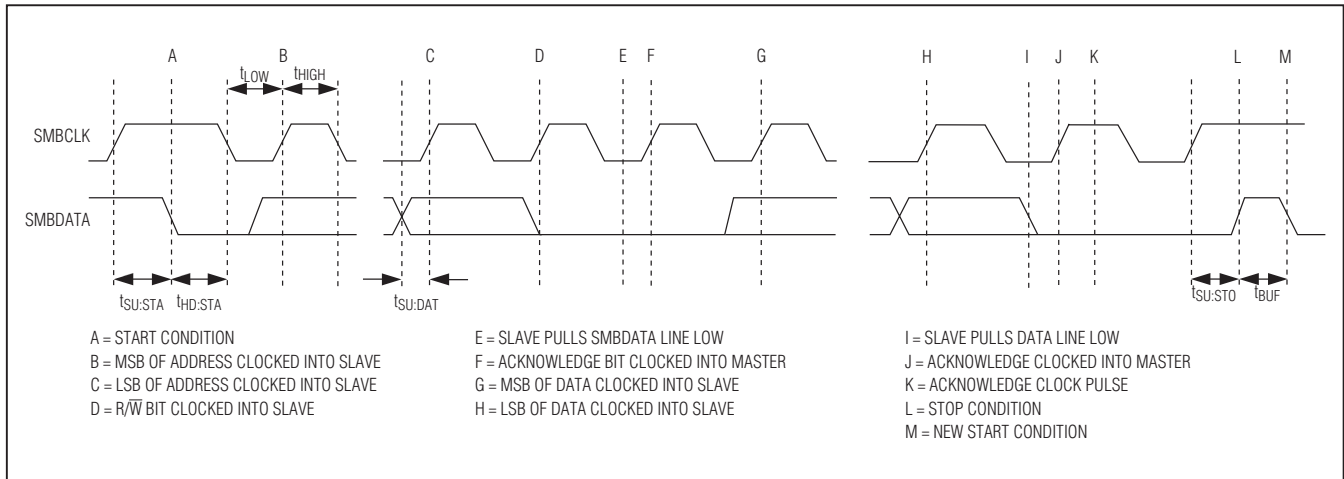 A B C D E F G H I J K L M
tLOW tHIGH
SMBCLK
SMBDATA
tSU:STA tHD:STA tSU:DAT tSU:STO tBUF
A = START CONDITION
B = MSB OF ADDRESS CLOCKED INTO SLAVE
C = LSB OF ADDRESS CLOCKED INTO SLAVE
D = R/W̅ BIT CLOCKED INTO SLAVE
E = SLAVE PULLS SMBDATA LINE LOW
F = ACKNOWLEDGE BIT CLOCKED INTO MASTER
G = MSB OF DATA CLOCKED INTO SLAVE
H = LSB OF DATA CLOCKED INTO SLAVE
I = SLAVE PULLS DATA LINE LOW
J = ACKNOWLEDGE CLOCKED INTO MASTER
K = ACKNOWLEDGE CLOCK PULSE
L = STOP CONDITION
M = NEW START CONDITION